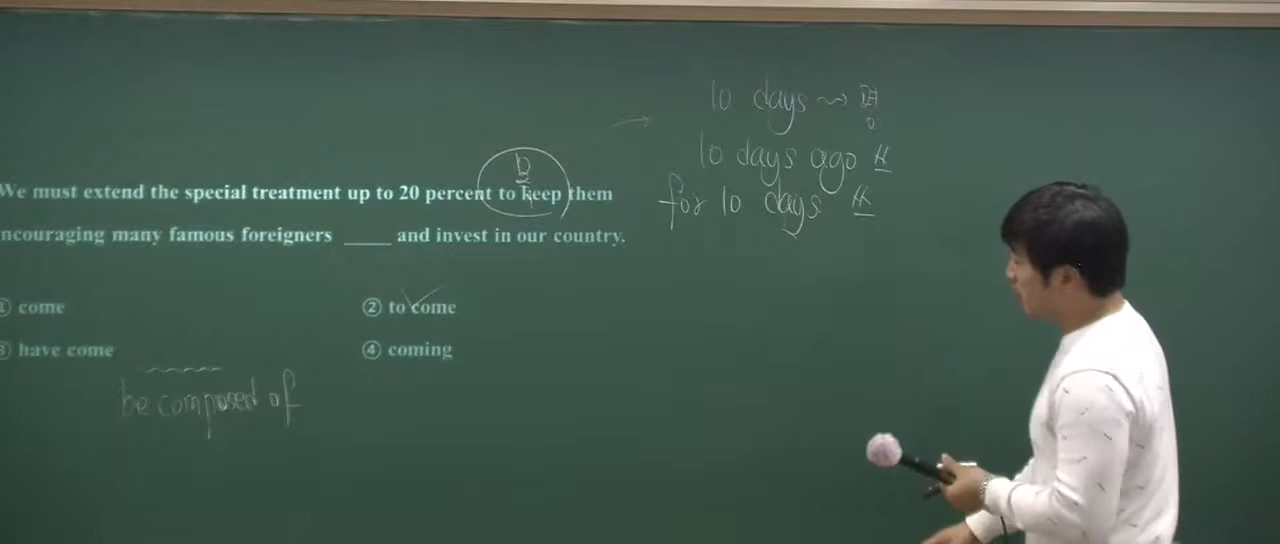 10 days
10 days ago
for 10 days
We must extend the special treatment up to 20 percent to keep them
ncouraging many famous foreigners _____ and invest in our country.
① come
② to come
③ have come
④ coming
be composed of